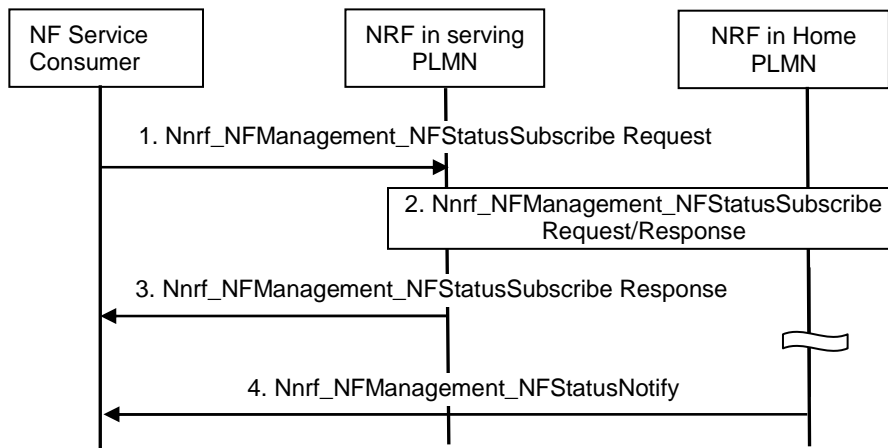 NF Service
Consumer
NRF in serving
PLMN
NRF in Home
PLMN
1. Nnrf_NFManagement_NFStatusSubscribe Request
2. Nnrf_NFManagement_NFStatusSubscribe
Request/Response
3. Nnrf_NFManagement_NFStatusSubscribe Response
4. Nnrf_NFManagement_NFStatusNotify